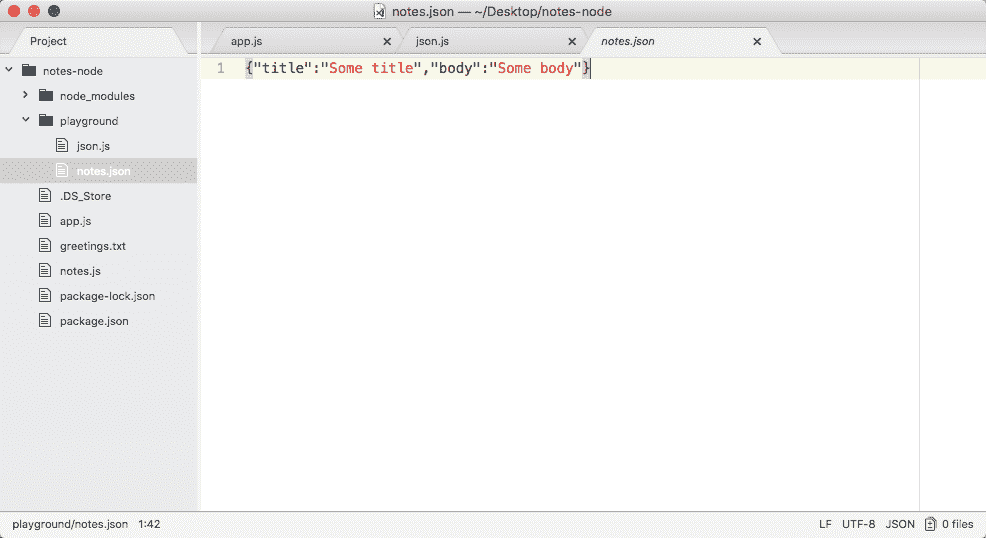 notes.json — ~/Desktop/notes-node
Project
app.js
json.js
notes.json
notes-node
node_modules
playground
json.js
notes.json
.DS_Store
app.js
greetings.txt
notes.js
package-lock.json
package.json
1 {"title":"Some title","body":"Some body"}
playground/notes.json 1:42
LF UTF-8 JSON 0 files